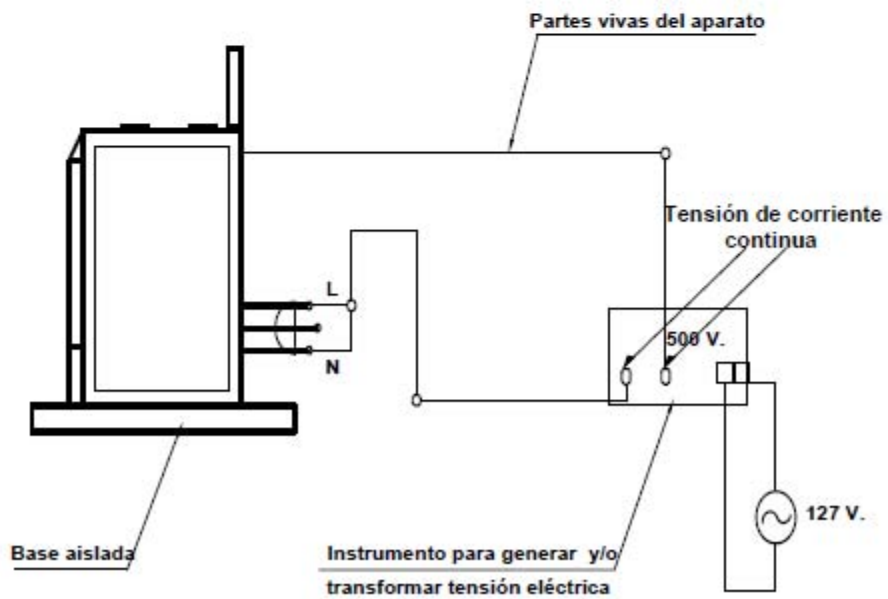 Partes vivas del aparato
Tensión de corriente
continua
L
500 V.
N
127 V.
Base aislada
Instrumento para generar y/o
transformar tensión eléctrica